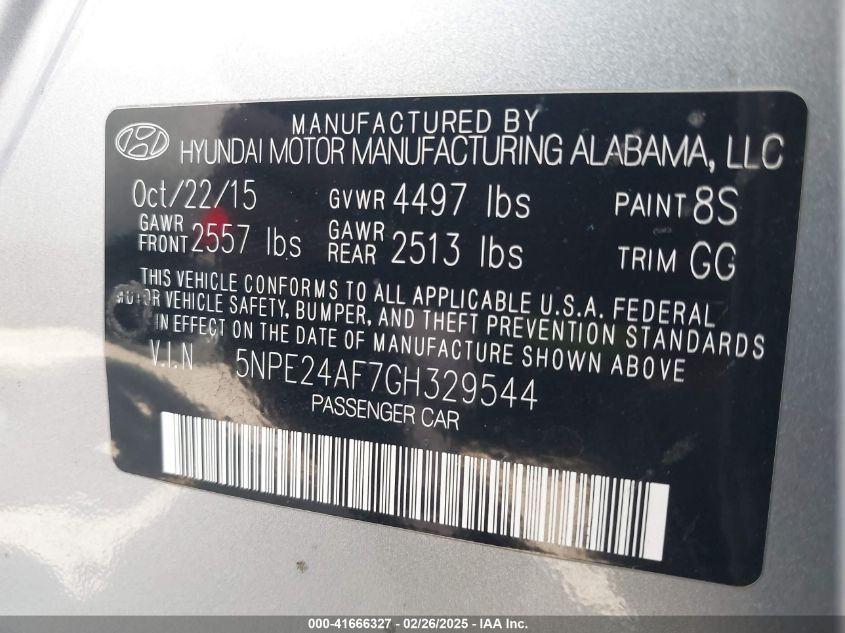 MANUFACTURED BY
HYUNDAI MOTOR MANUFACTURING ALABAMA, LLC
Oct/22/15 GVWR 4497 lbs PAINT 8S
GAWR FRONT 2557 lbs GAWR REAR 2513 lbs TRIM GG
THIS VEHICLE CONFORMS TO ALL APPLICABLE U.S.A. FEDERAL
MOTOR VEHICLE SAFETY, BUMPER, AND THEFT PREVENTION STANDARDS
IN EFFECT ON THE DATE OF MANUFACTURE SHOWN ABOVE
V.I.N 5NPE24AF7GH329544
PASSENGER CAR
000-41666327 - 02/26/2025 - IAA Inc.